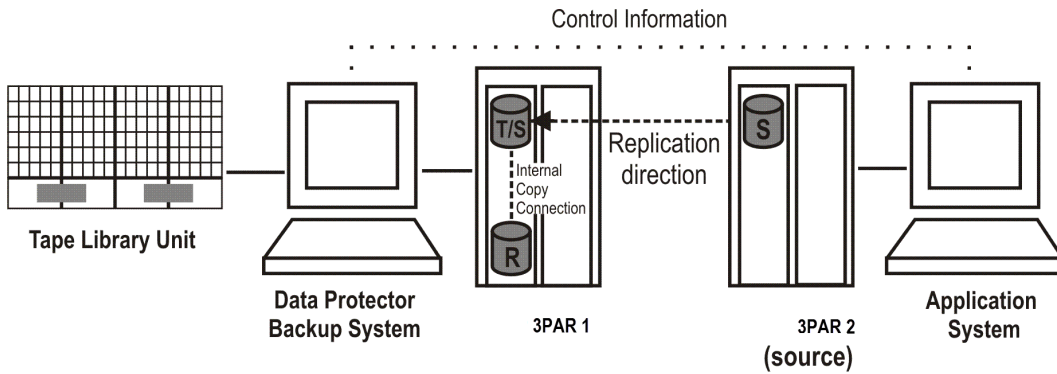 Control Information
T/S
S
Replication
direction
Internal
Copy
Connection
R
Tape Library Unit
Data Protector
Backup System
3PAR 1
3PAR 2
(source)
Application
System